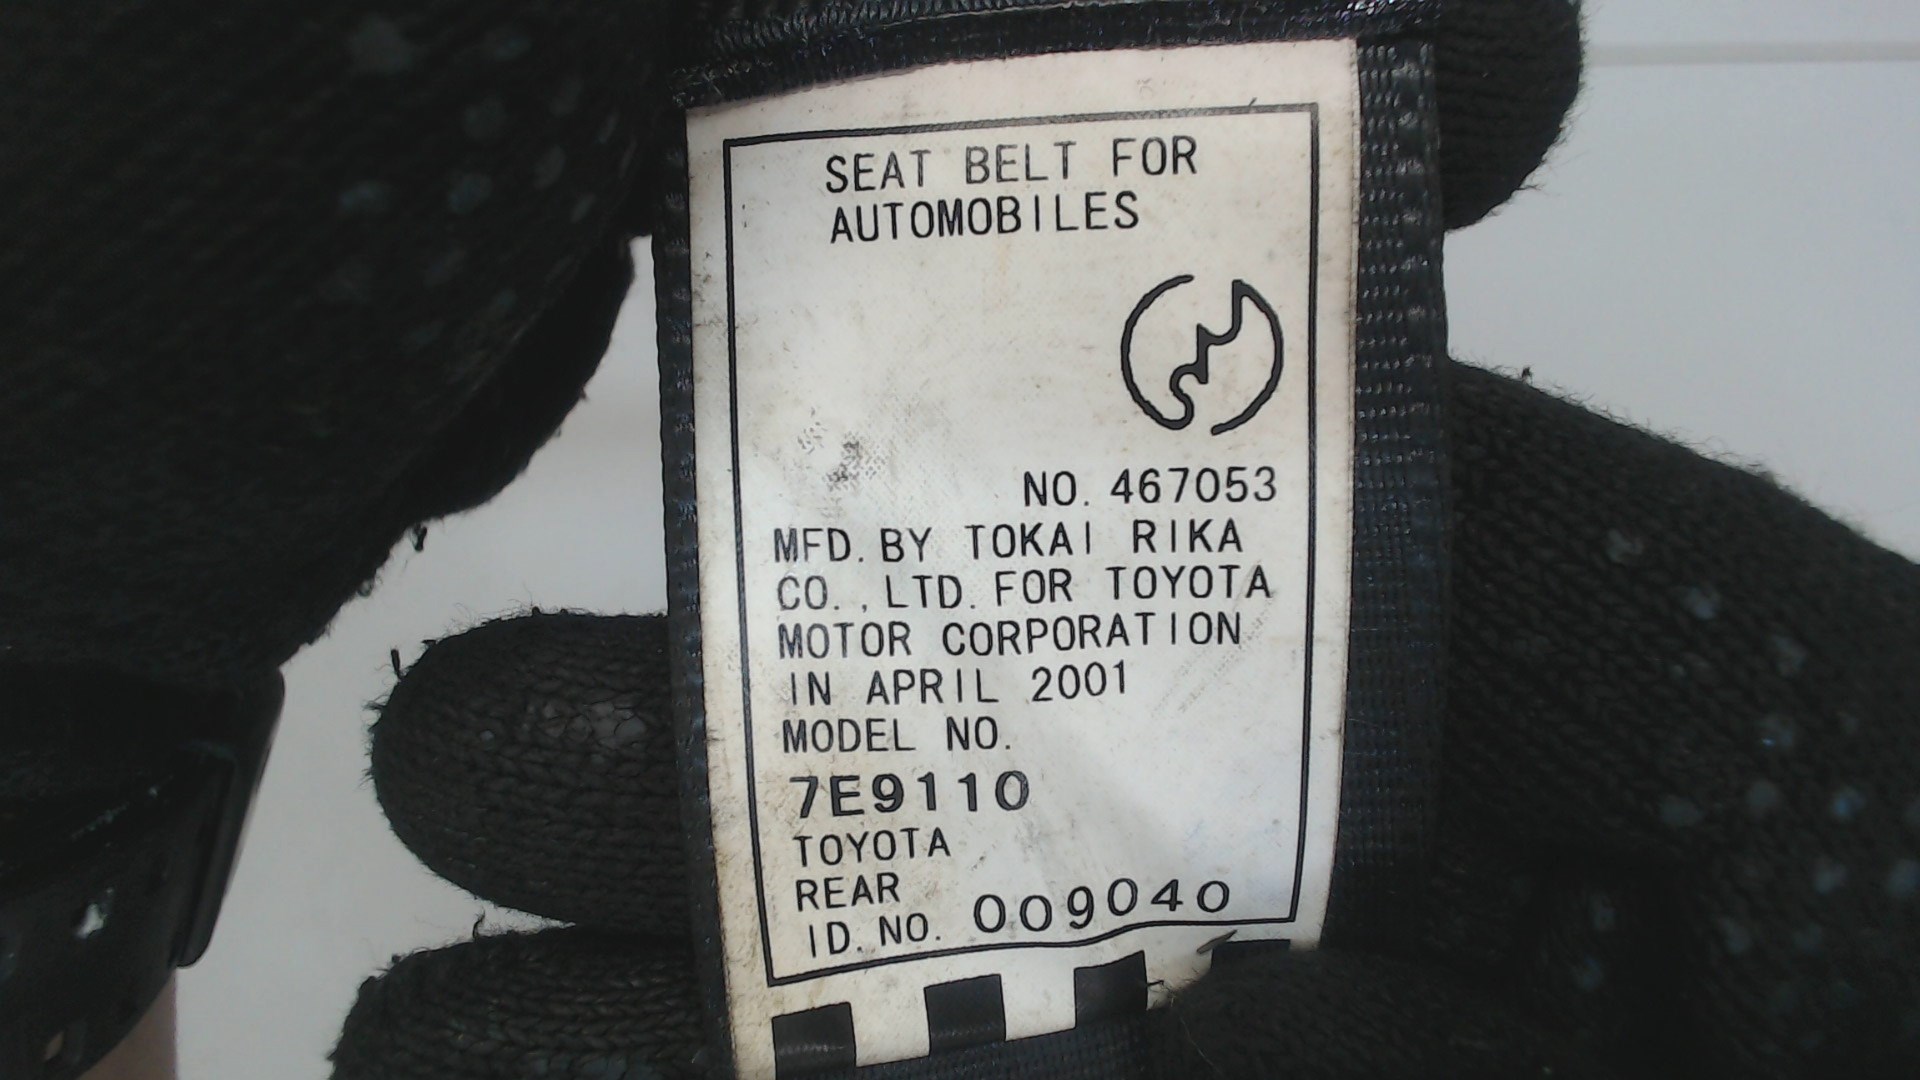 SEAT BELT FOR
AUTOMOBILES
NO. 467053
MFD. BY TOKAI RIKA
CO., LTD. FOR TOYOTA
MOTOR CORPORATION
IN APRIL 2001
MODEL NO.
7E9110
TOYOTA
REAR
ID. NO. 009040